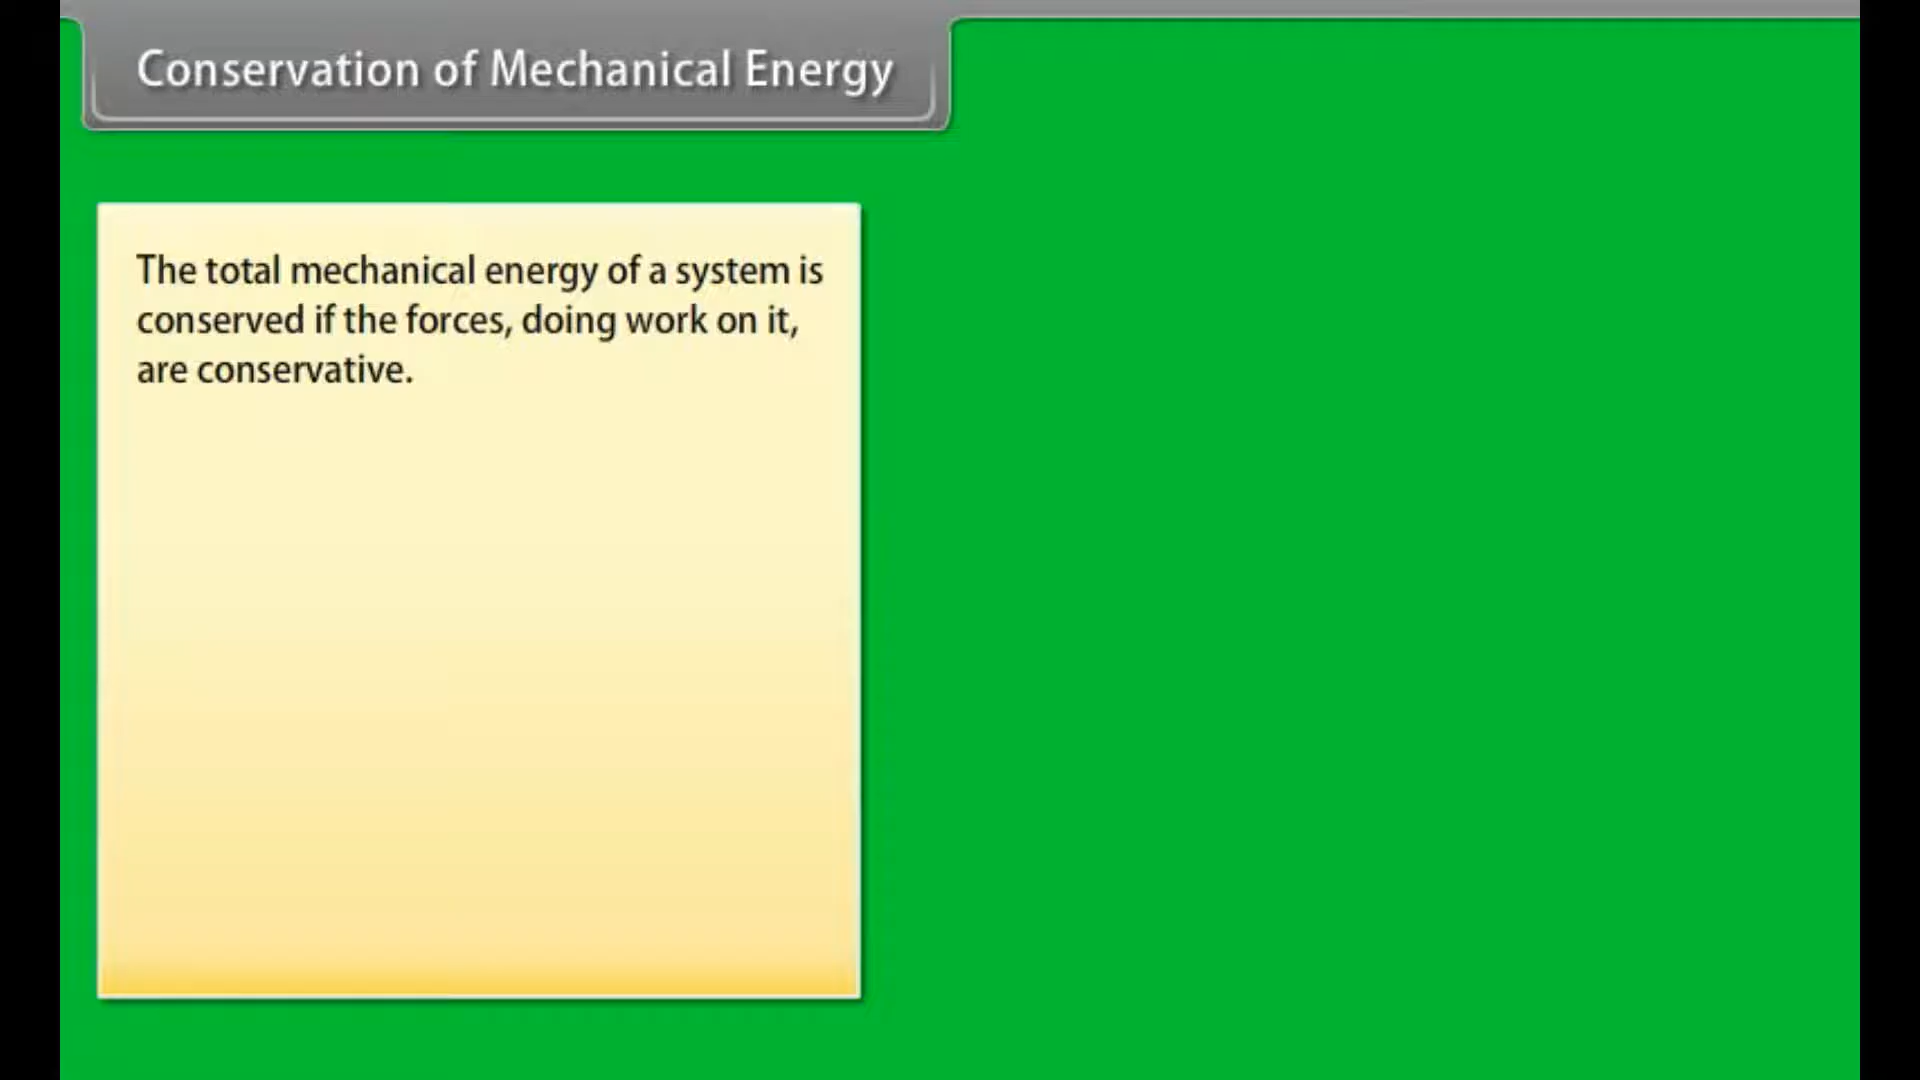 Conservation of Mechanical Energy
The total mechanical energy of a system is
conserved if the forces, doing work on it,
are conservative.